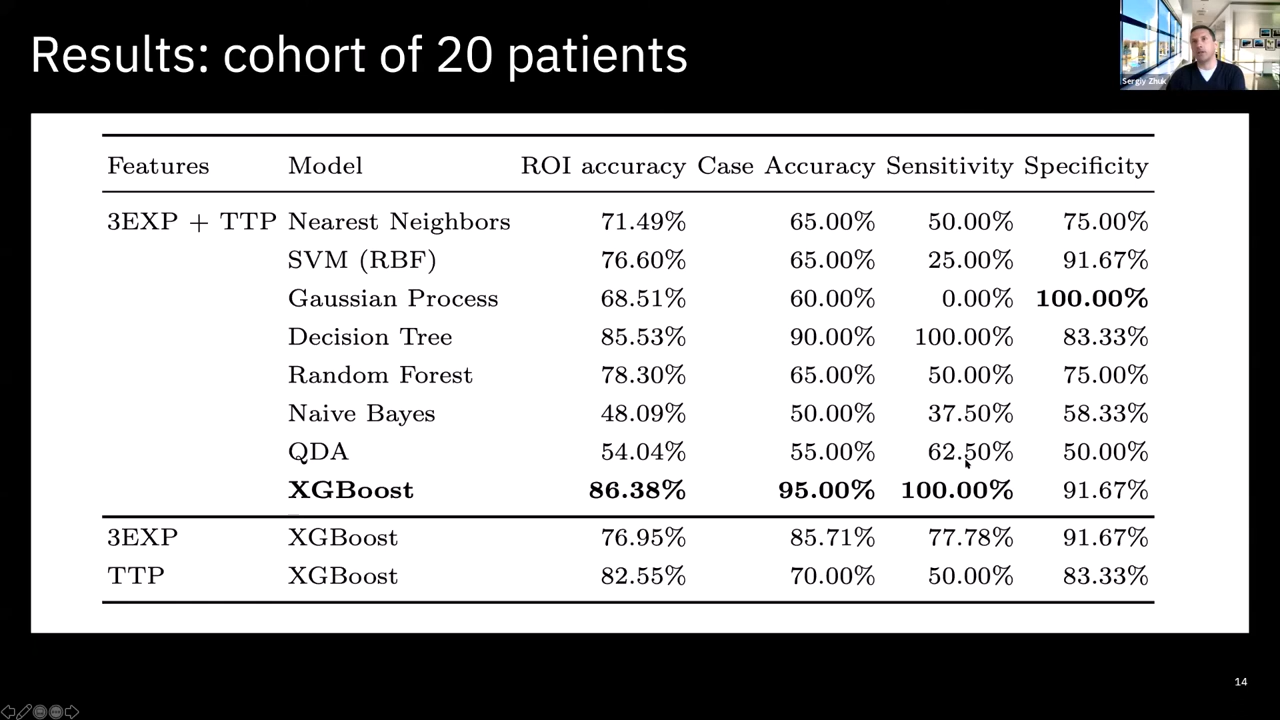 Results: cohort of 20 patients
Sergiy Zhuk
Features Model ROI accuracy Case Accuracy Sensitivity Specificity
3EXP + TTP Nearest Neighbors 71.49% 65.00% 50.00% 75.00%
SVM (RBF) 76.60% 65.00% 25.00% 91.67%
Gaussian Process 68.51% 60.00% 0.00% 100.00%
Decision Tree 85.53% 90.00% 100.00% 83.33%
Random Forest 78.30% 65.00% 50.00% 75.00%
Naive Bayes 48.09% 50.00% 37.50% 58.33%
QDA 54.04% 55.00% 62.50% 50.00%
XGBoost 86.38% 95.00% 100.00% 91.67%
3EXP XGBoost 76.95% 85.71% 77.78% 91.67%
TTP XGBoost 82.55% 70.00% 50.00% 83.33%
14